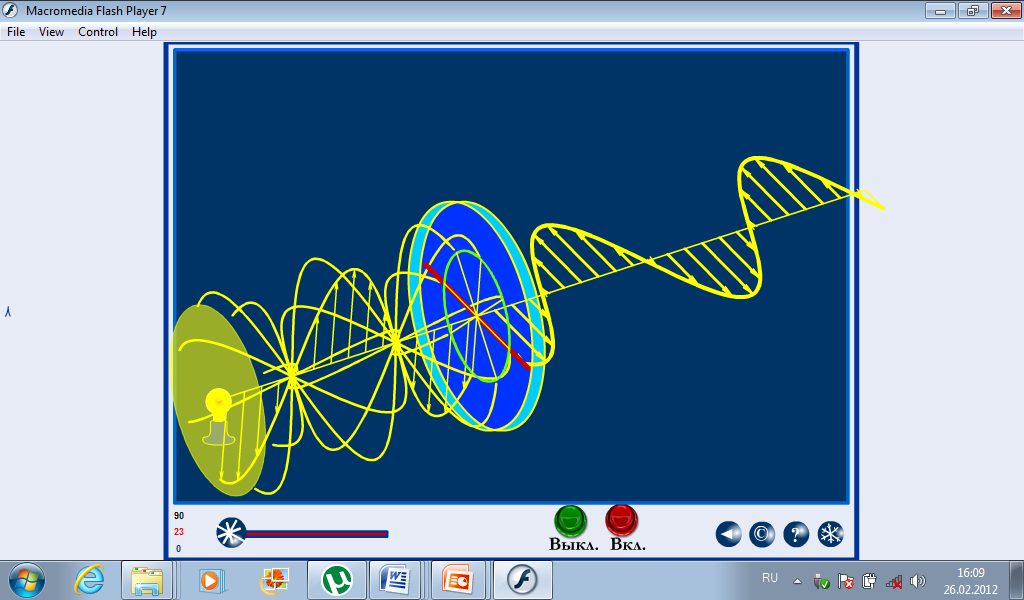 Macromedia Flash Player 7
File View Control Help
90
23
0
Выкл. Вкл.
©
?
RU
16:09
26.02.2012